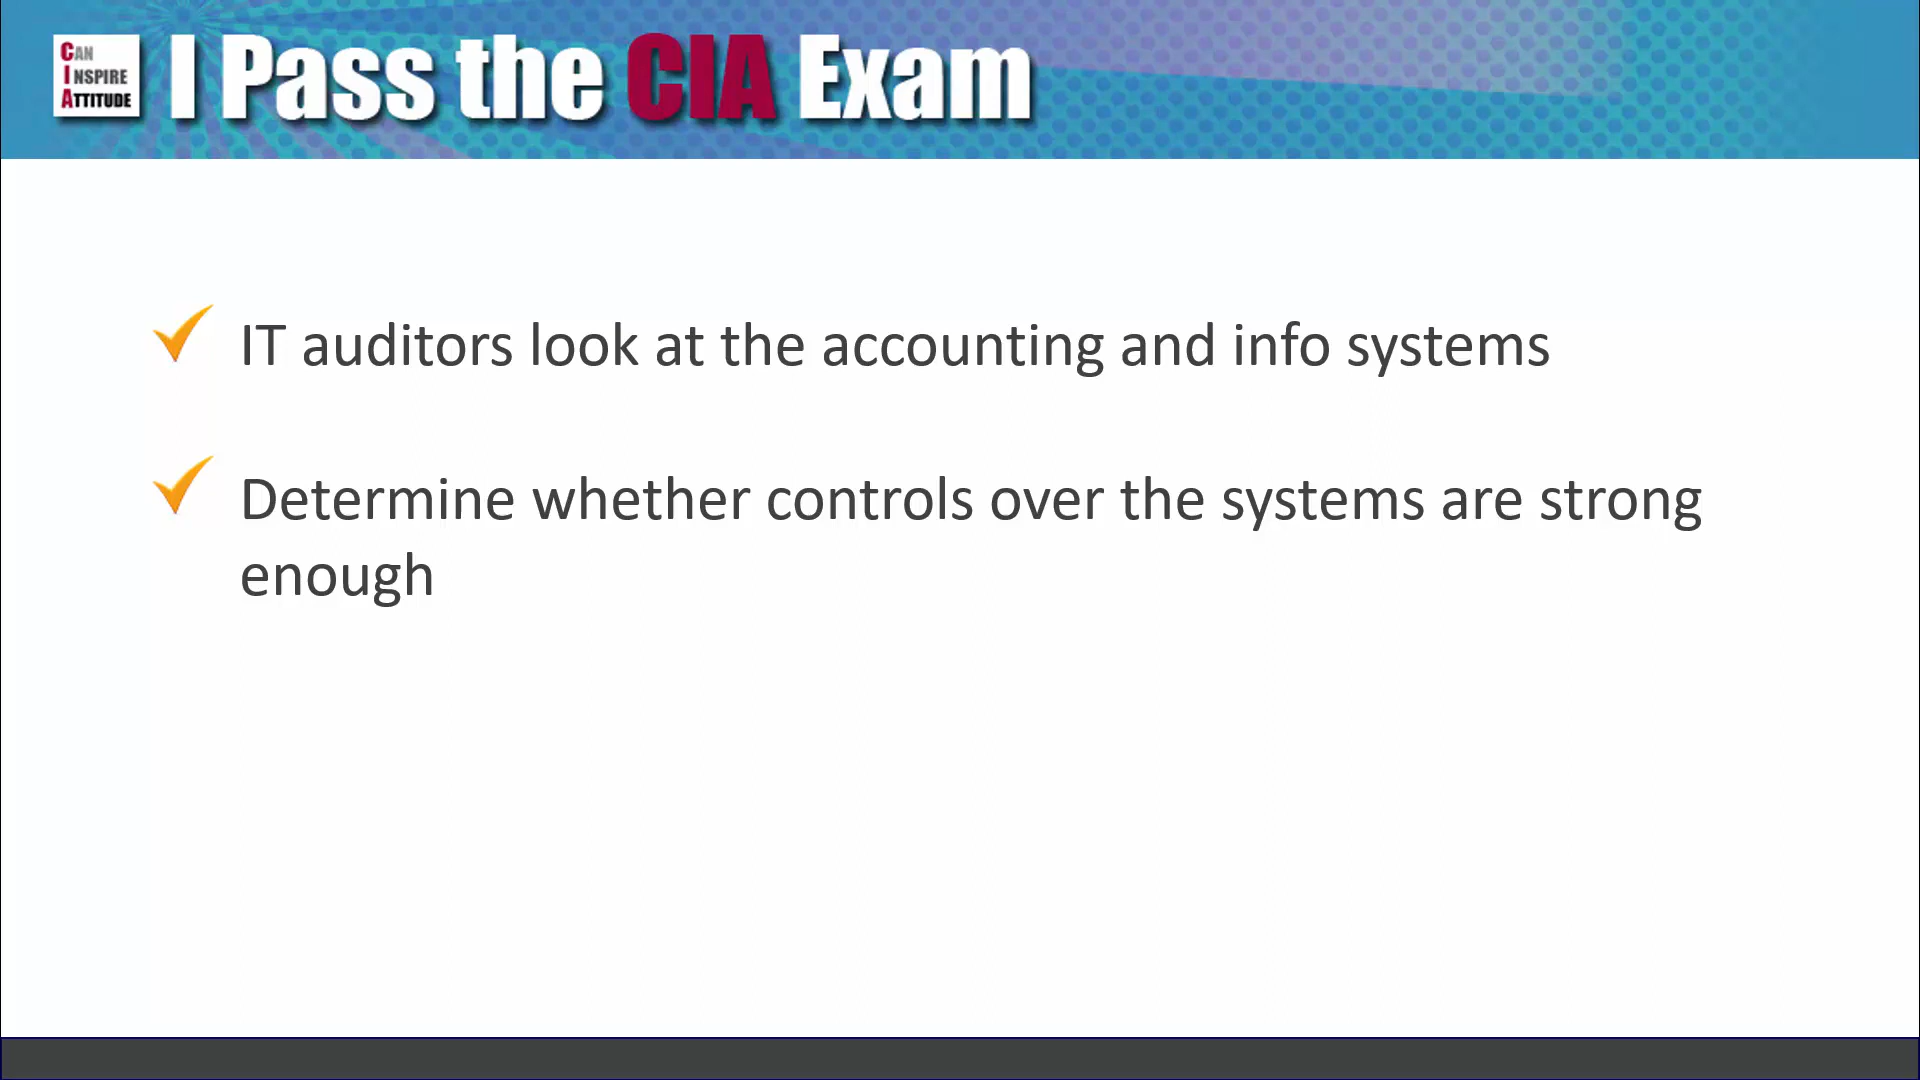 CAN
INSPIRE
ATTITUDE
I Pass the CIA Exam
IT auditors look at the accounting and info systems
Determine whether controls over the systems are strong
enough